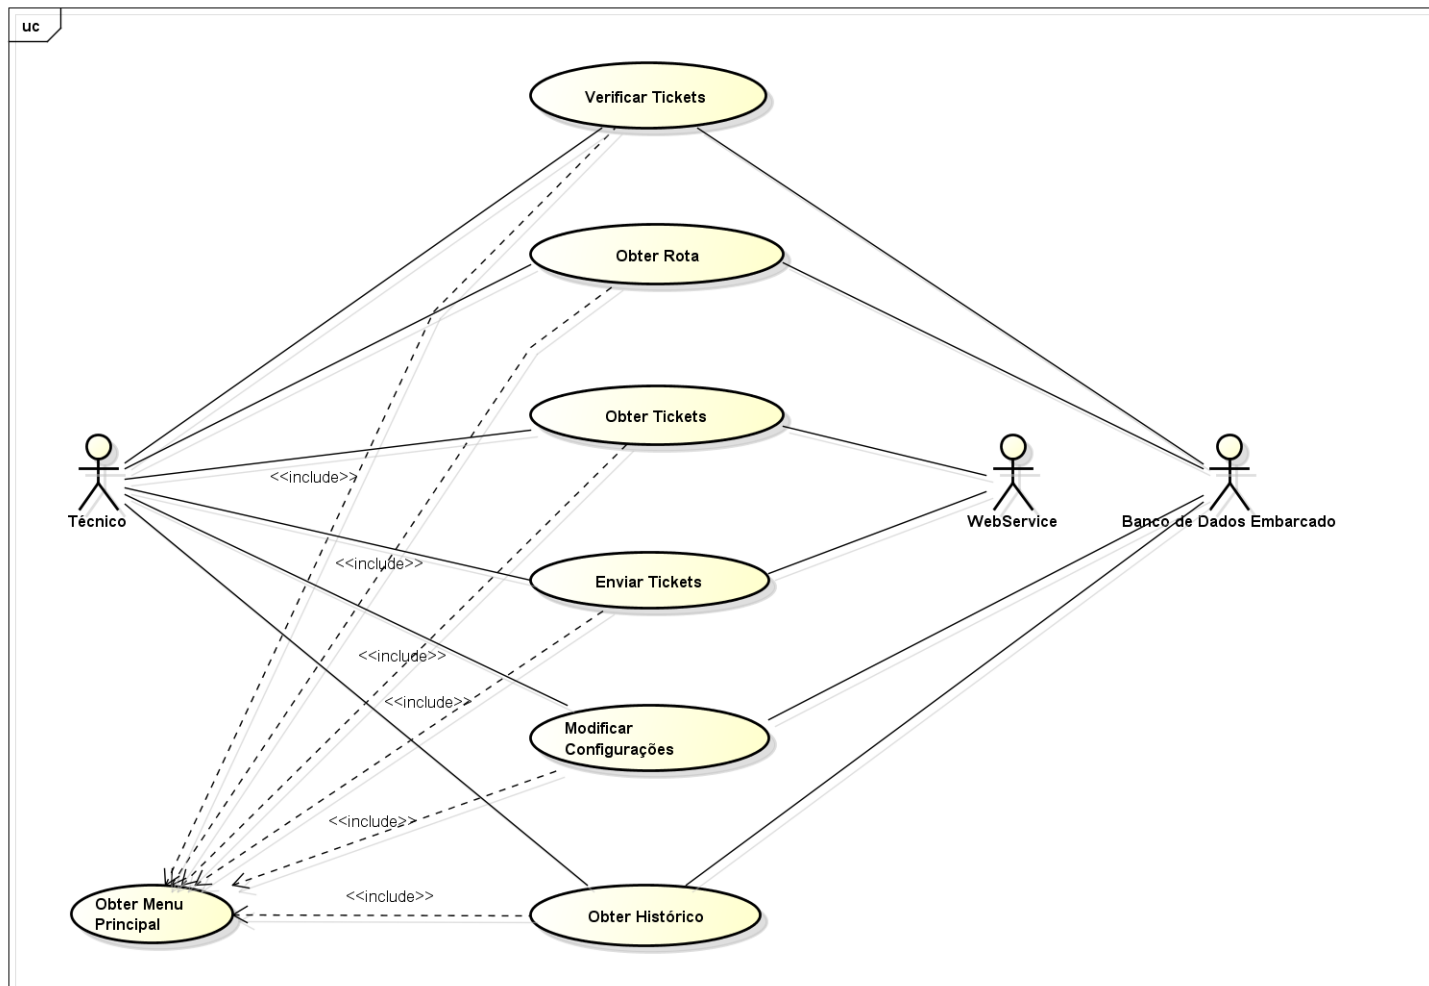 uc
Verificar Tickets
Obter Rota
Obter Tickets
<<include>>
Técnico
WebService
Banco de Dados Embarcado
<<include>>
Enviar Tickets
<<include>>
<<include>>
Modificar
Configurações
<<include>>
<<include>>
Obter Menu
Principal
Obter Histórico